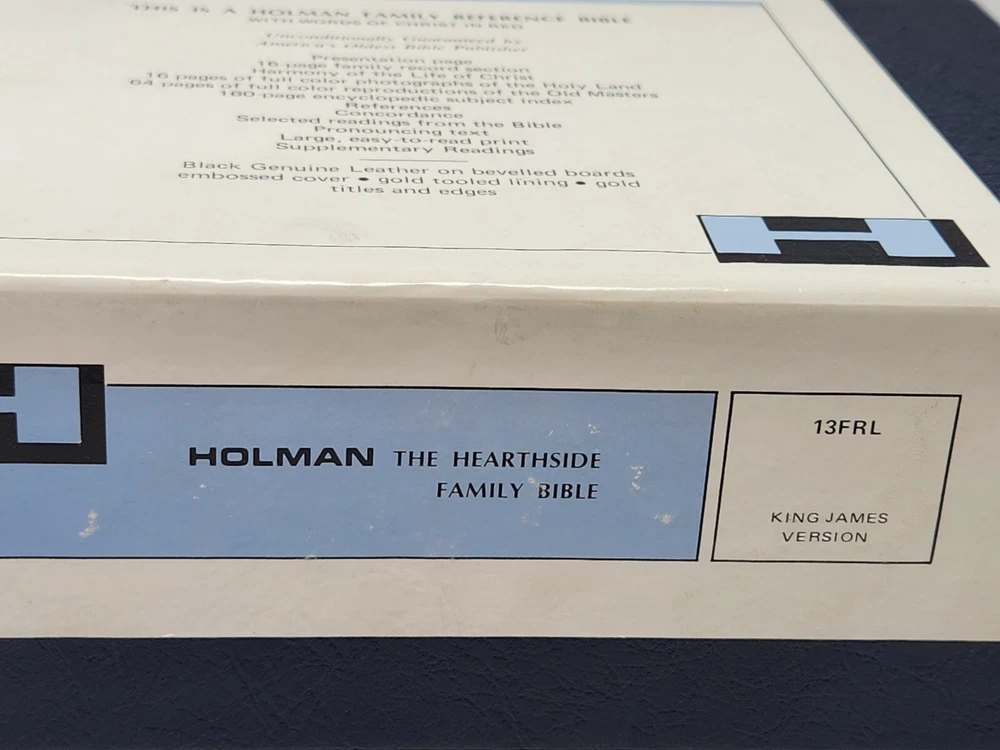 THIS IS A HOLMAN FAMILY REFERENCE BIBLE
WITH WORDS OF CHRIST IN RED
Unconditionally Guaranteed by
America's Oldest Bible Publisher
Presentation page
16-page family record section
Harmony of the Life of Christ
16 pages of full color photographs of the Holy Land
64 pages of full color reproductions of the Old Masters
160-page encyclopedic subject index
References
Concordance
Selected readings from the Bible
Pronouncing text
Large, easy-to-read print
Supplementary Readings
Black Genuine Leather on bevelled boards
embossed cover • gold tooled lining • gold
titles and edges
H
H
HOLMAN THE HEARTHSIDE
FAMILY BIBLE
13FRL
KING JAMES
VERSION